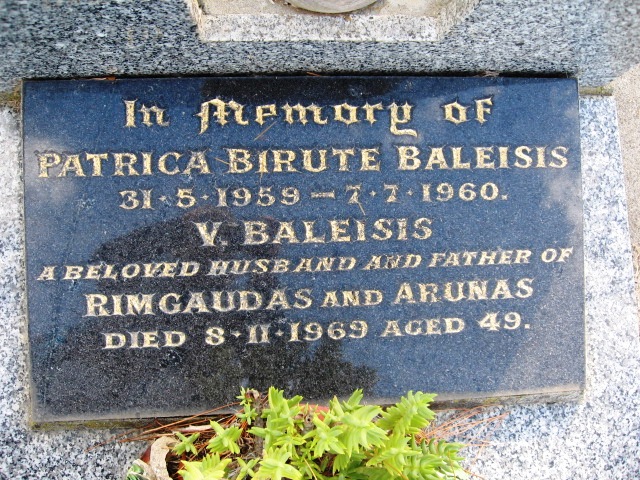 In Memory of
PATRICA BIRUTE BALEISIS
31·5·1959 – 7·7·1960.
V. BALEISIS
A BELOVED HUSBAND AND FATHER OF
RIMGAUDAS AND ARUNAS
DIED 8·11·1969 AGED 49.